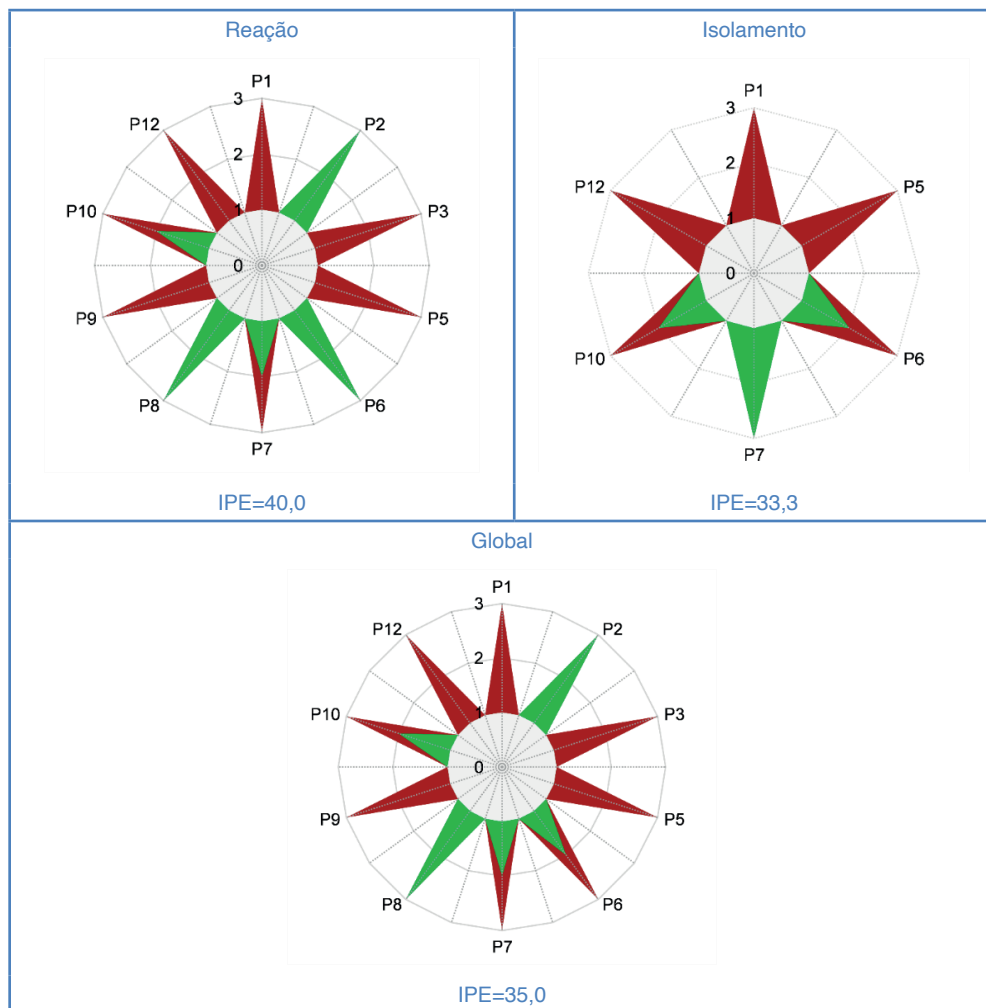 Reação
P1
3
P12
P2
2
P10
1
P3
0
P9
P5
P8
P6
P7
IPE=40,0
Isolamento
P1
3
P12
2
P5
1
0
P10
P6
P7
IPE=33,3
Global
P1
3
P12
P2
2
P10
1
P3
0
P9
P5
P8
P6
P7
IPE=35,0